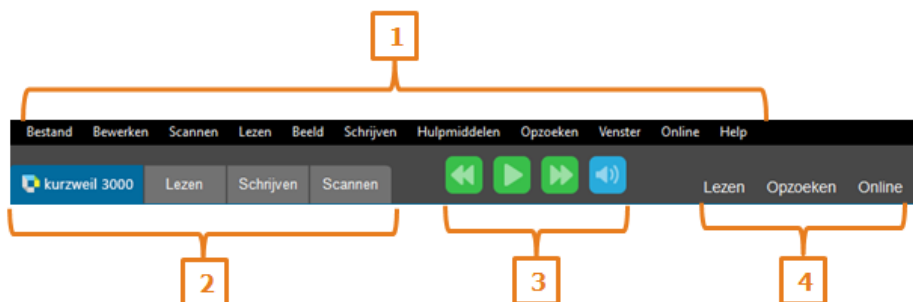 1
Bestand Bewerken Scannen Lezen Beeld Schrijven Hulpmiddelen Opzoeken Venster Online Help
kurzweil 3000 Lezen Schrijven Scannen Lezen Opzoeken Online
2 3 4